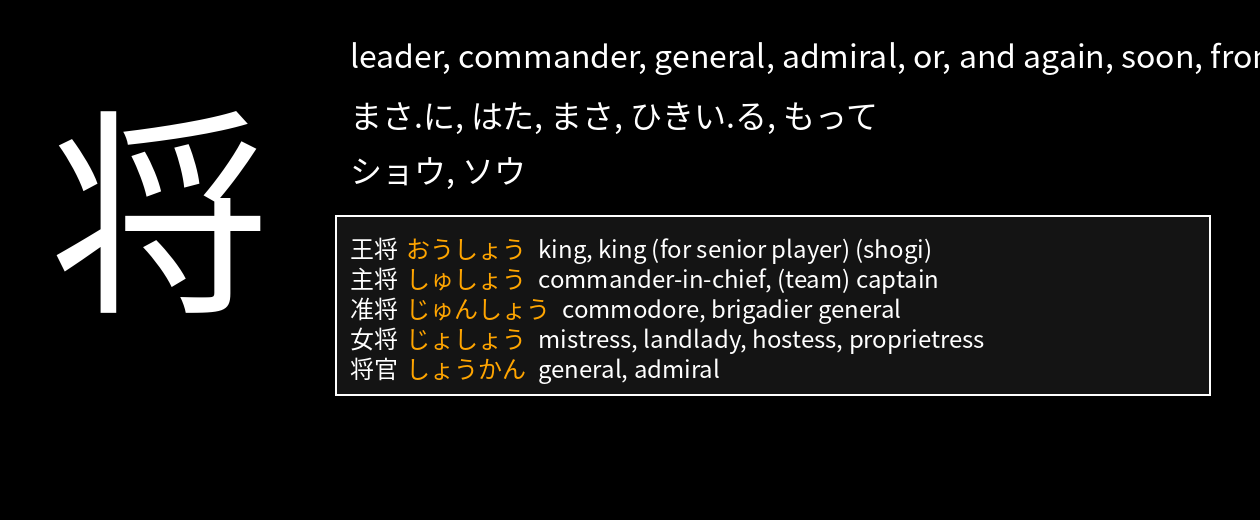 将
leader, commander, general, admiral, or, and again, soon, from
まさ.に, はた, まさ, ひきい.る, もって
ショウ, ソウ
王将 おうしょう king, king (for senior player) (shogi)
主将 しゅしょう commander-in-chief, (team) captain
准将 じゅんしょう commodore, brigadier general
女将 じょしょう mistress, landlady, hostess, proprietress
将官 しょうかん general, admiral